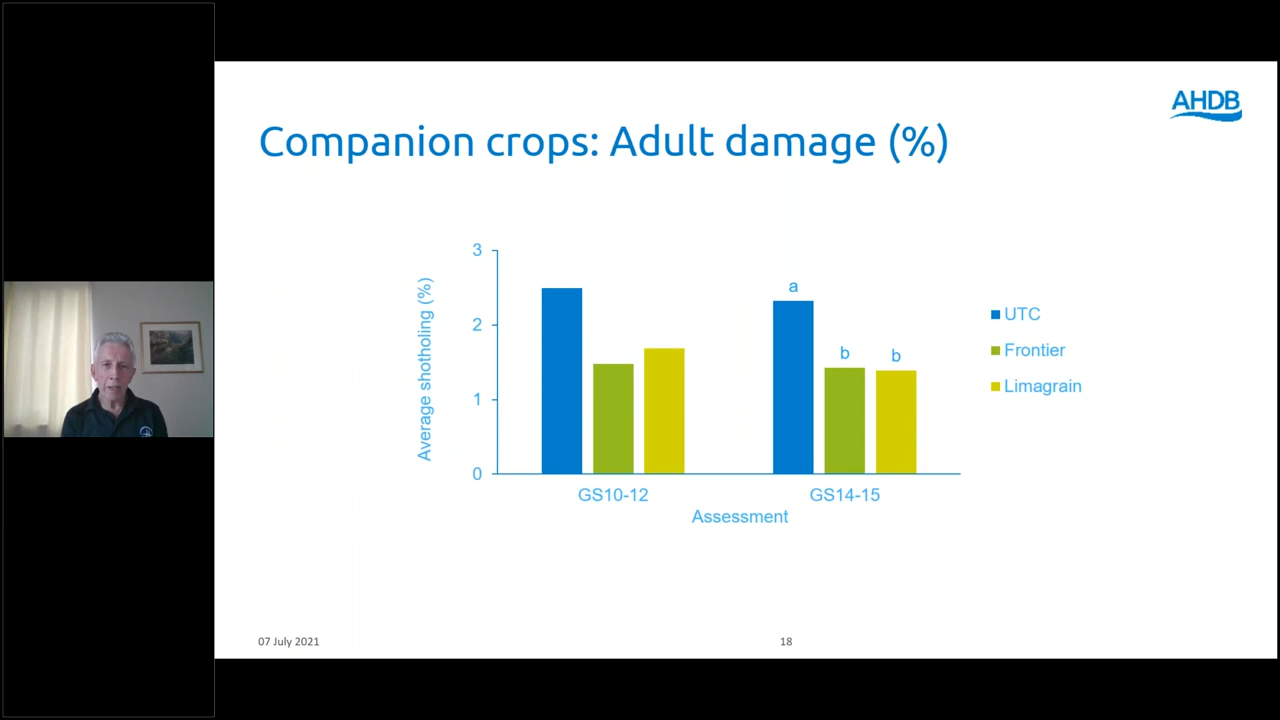 AHDB
Companion crops: Adult damage (%)
3
2
1
0
Average shotholing (%)
a
b
b
GS10-12
GS14-15
Assessment
UTC
Frontier
Limagrain
07 July 2021
18